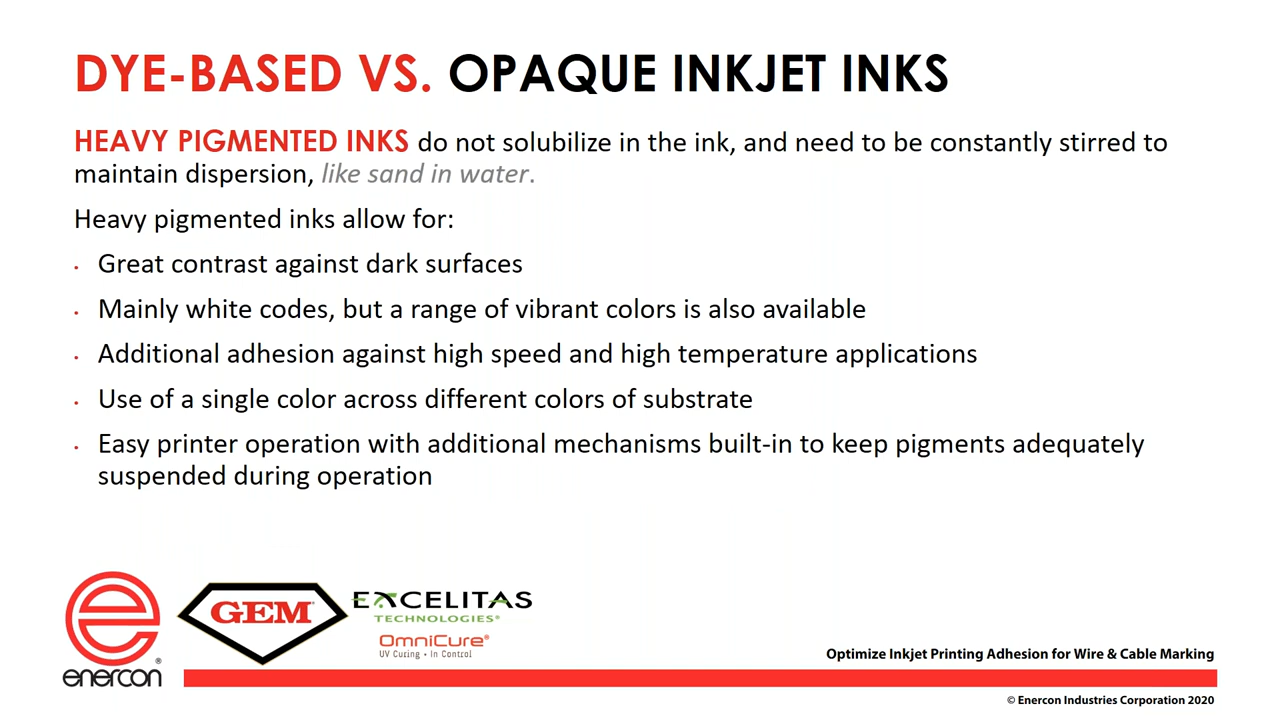 DYE-BASED VS. OPAQUE INKJET INKS
HEAVY PIGMENTED INKS do not solubilize in the ink, and need to be constantly stirred to
maintain dispersion, like sand in water.
Heavy pigmented inks allow for:
• Great contrast against dark surfaces
• Mainly white codes, but a range of vibrant colors is also available
• Additional adhesion against high speed and high temperature applications
• Use of a single color across different colors of substrate
• Easy printer operation with additional mechanisms built-in to keep pigments adequately
suspended during operation
e®
enercon
GEM®
EXCELITAS
TECHNOLOGIES®
OmniCure®
UV Curing • In Control
Optimize Inkjet Printing Adhesion for Wire & Cable Marking
© Enercon Industries Corporation 2020